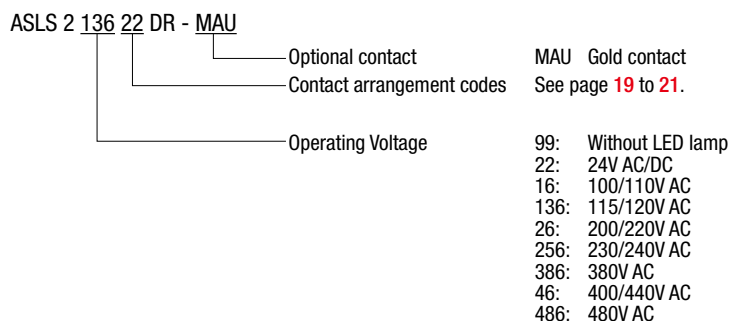 ASLS 2 136 22 DR - MAU
Optional contact MAU Gold contact
Contact arrangement codes See page 19 to 21.
Operating Voltage 99: Without LED lamp
22: 24V AC/DC
16: 100/110V AC
136: 115/120V AC
26: 200/220V AC
256: 230/240V AC
386: 380V AC
46: 400/440V AC
486: 480V AC